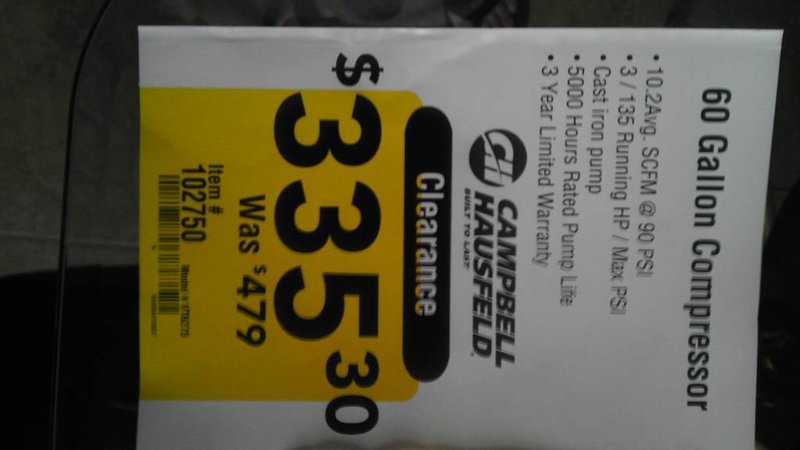 60 Gallon Compressor
• 10.2Avg. SCFM @ 90 PSI
• 3 / 135 Running HP / Max PSI
• Cast iron pump
• 5000 Hours Rated Pump Life
• 3 Year Limited Warranty
CH
CAMPBELL
HAUSFELD
BUILT TO LAST
Clearance
$335 30
Was $479
Item #
102750
Model #